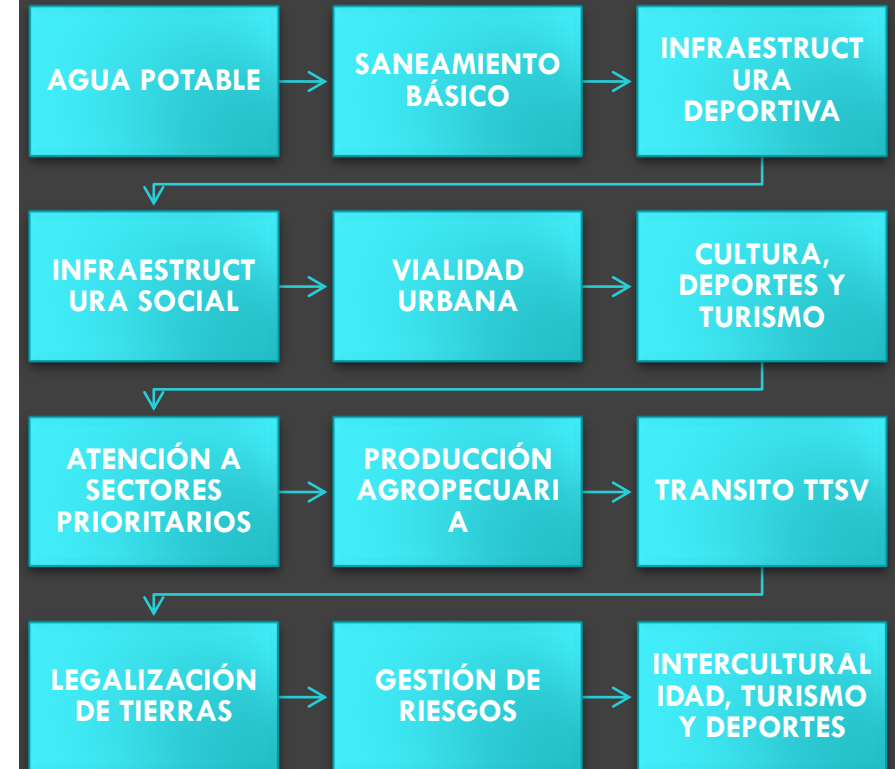 AGUA POTABLE
SANEAMIENTO
BÁSICO
INFRAESTRUCT
URA
DEPORTIVA
INFRAESTRUCT
URA SOCIAL
VIALIDAD
URBANA
CULTURA,
DEPORTES Y
TURISMO
ATENCIÓN A
SECTORES
PRIORITARIOS
PRODUCCIÓN
AGROPECUARI
A
TRANSITO TTSV
LEGALIZACIÓN
DE TIERRAS
GESTIÓN DE
RIESGOS
INTERCULTURAL
IDAD, TURISMO
Y DEPORTES